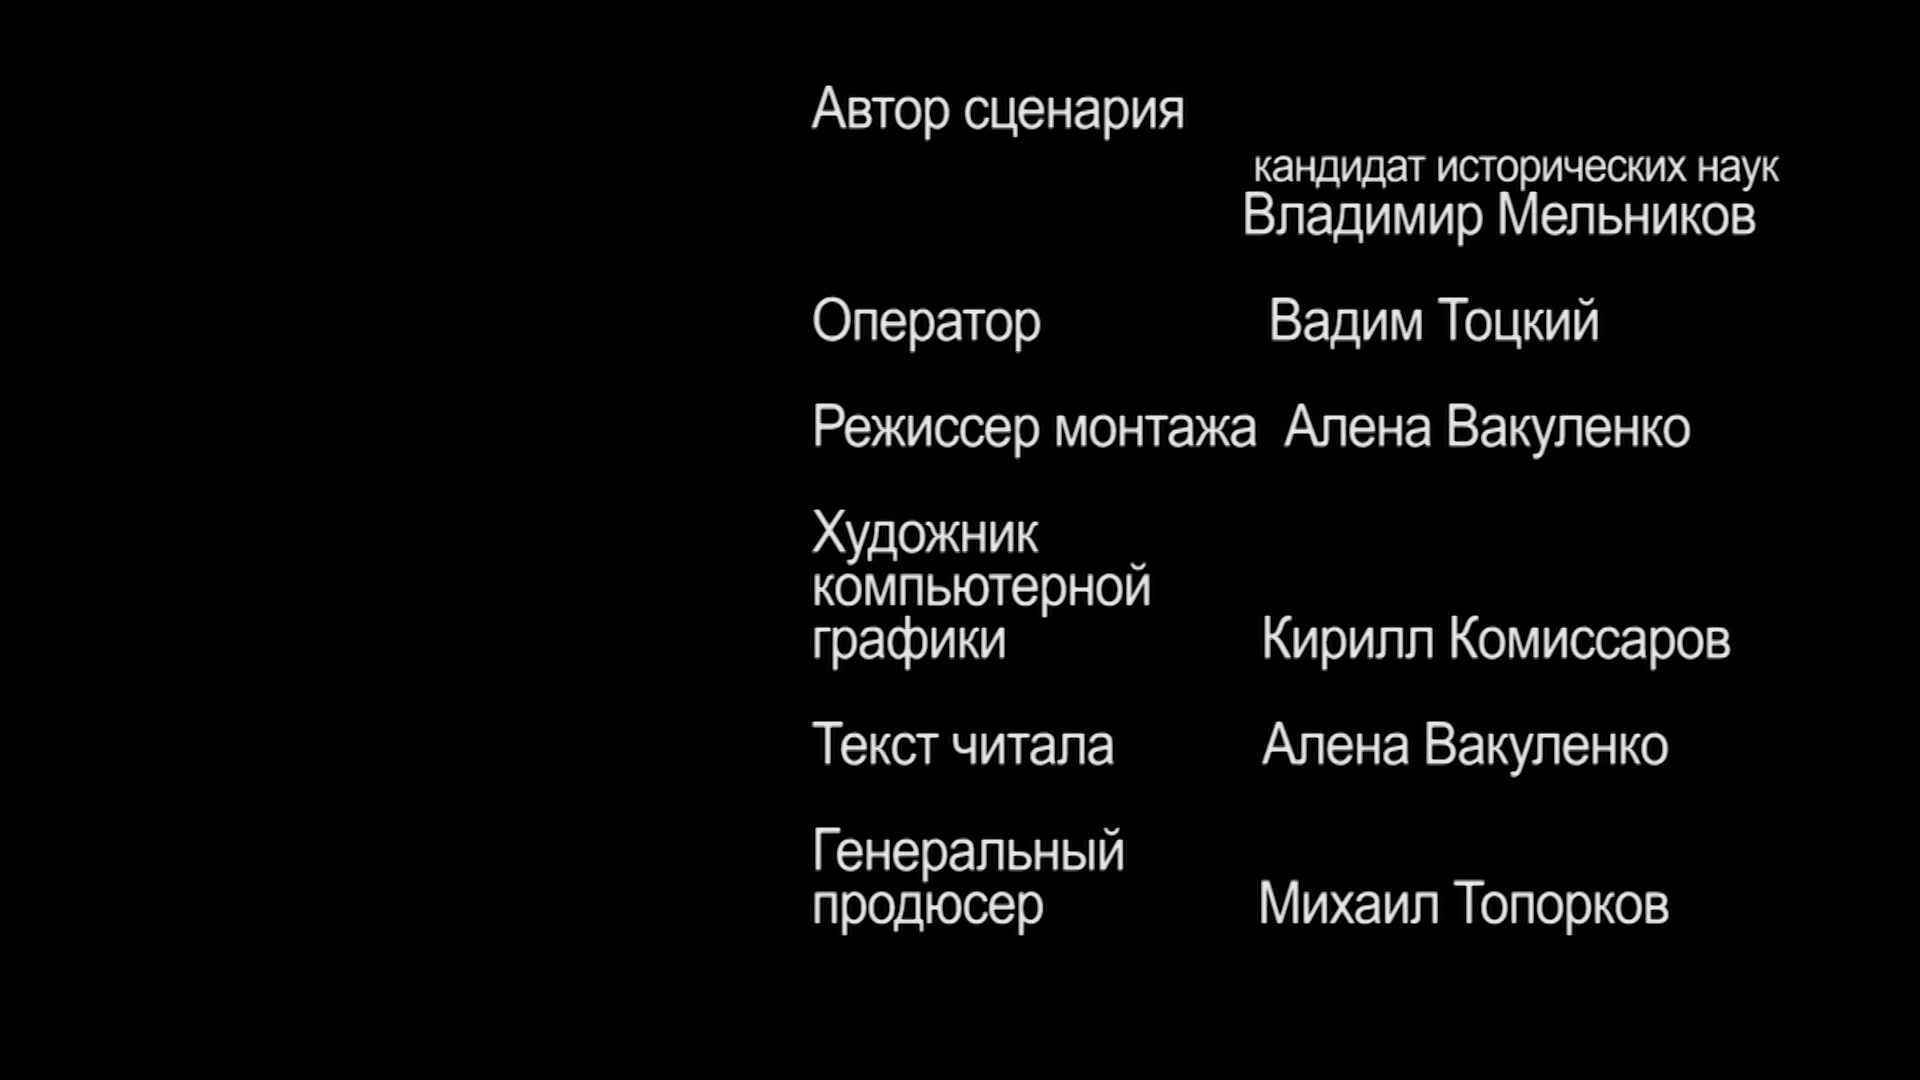 Автор сценария
кандидат исторических наук
Владимир Мельников
Оператор Вадим Тоцкий
Режиссер монтажа Алена Вакуленко
Художник
компьютерной
графики Кирилл Комиссаров
Текст читала Алена Вакуленко
Генеральный
продюсер Михаил Топорков